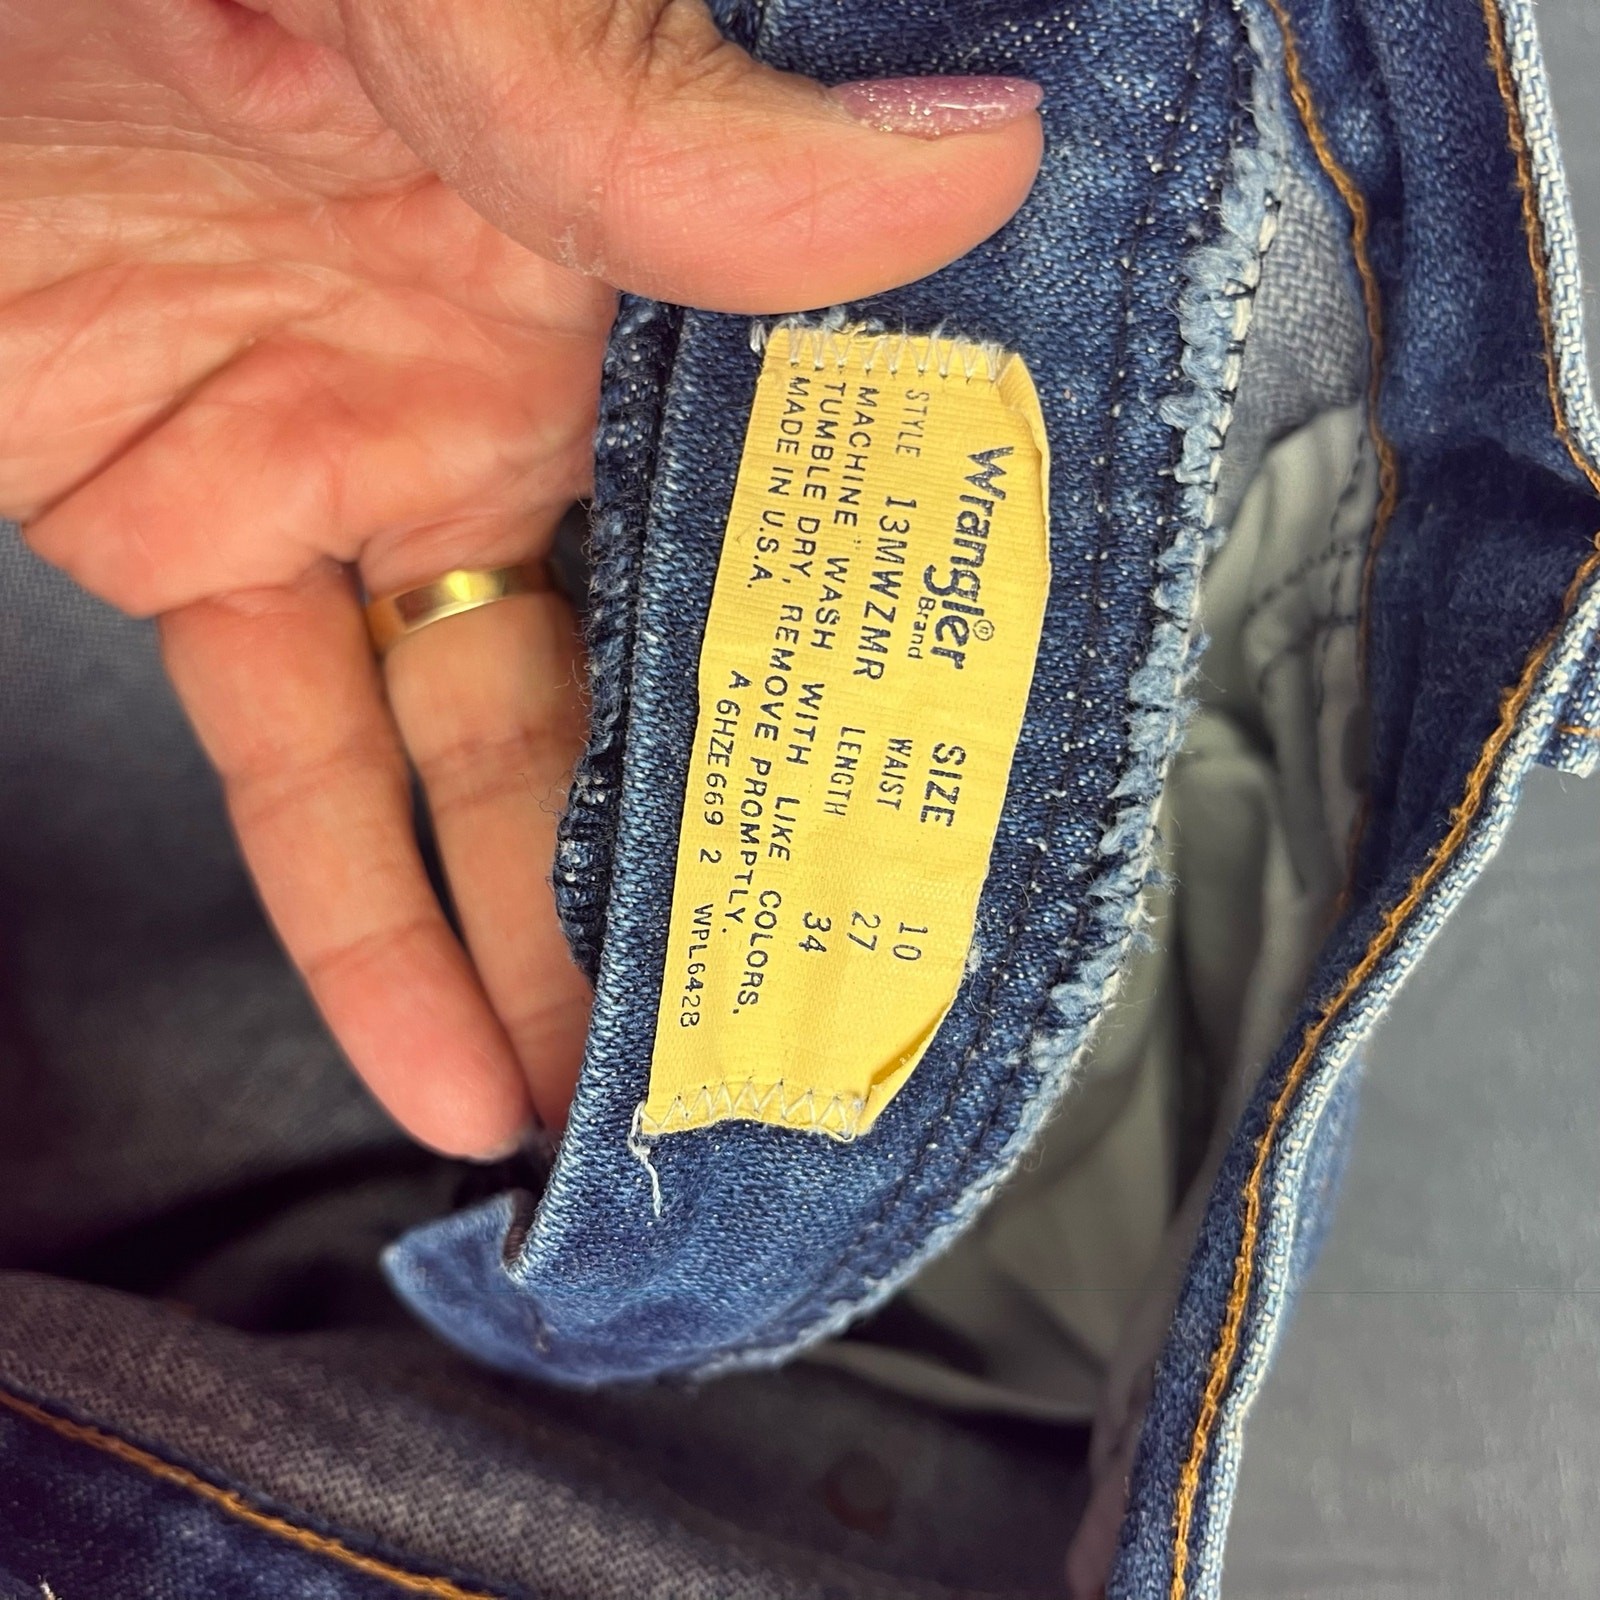 Wrangler®
Brand
SIZE 10
STYLE 13MWZMR WAIST 27
LENGTH 34
MACHINE WASH WITH LIKE COLORS.
TUMBLE DRY, REMOVE PROMPTLY.
MADE IN U.S.A. A6HZE669 2 WPL6428